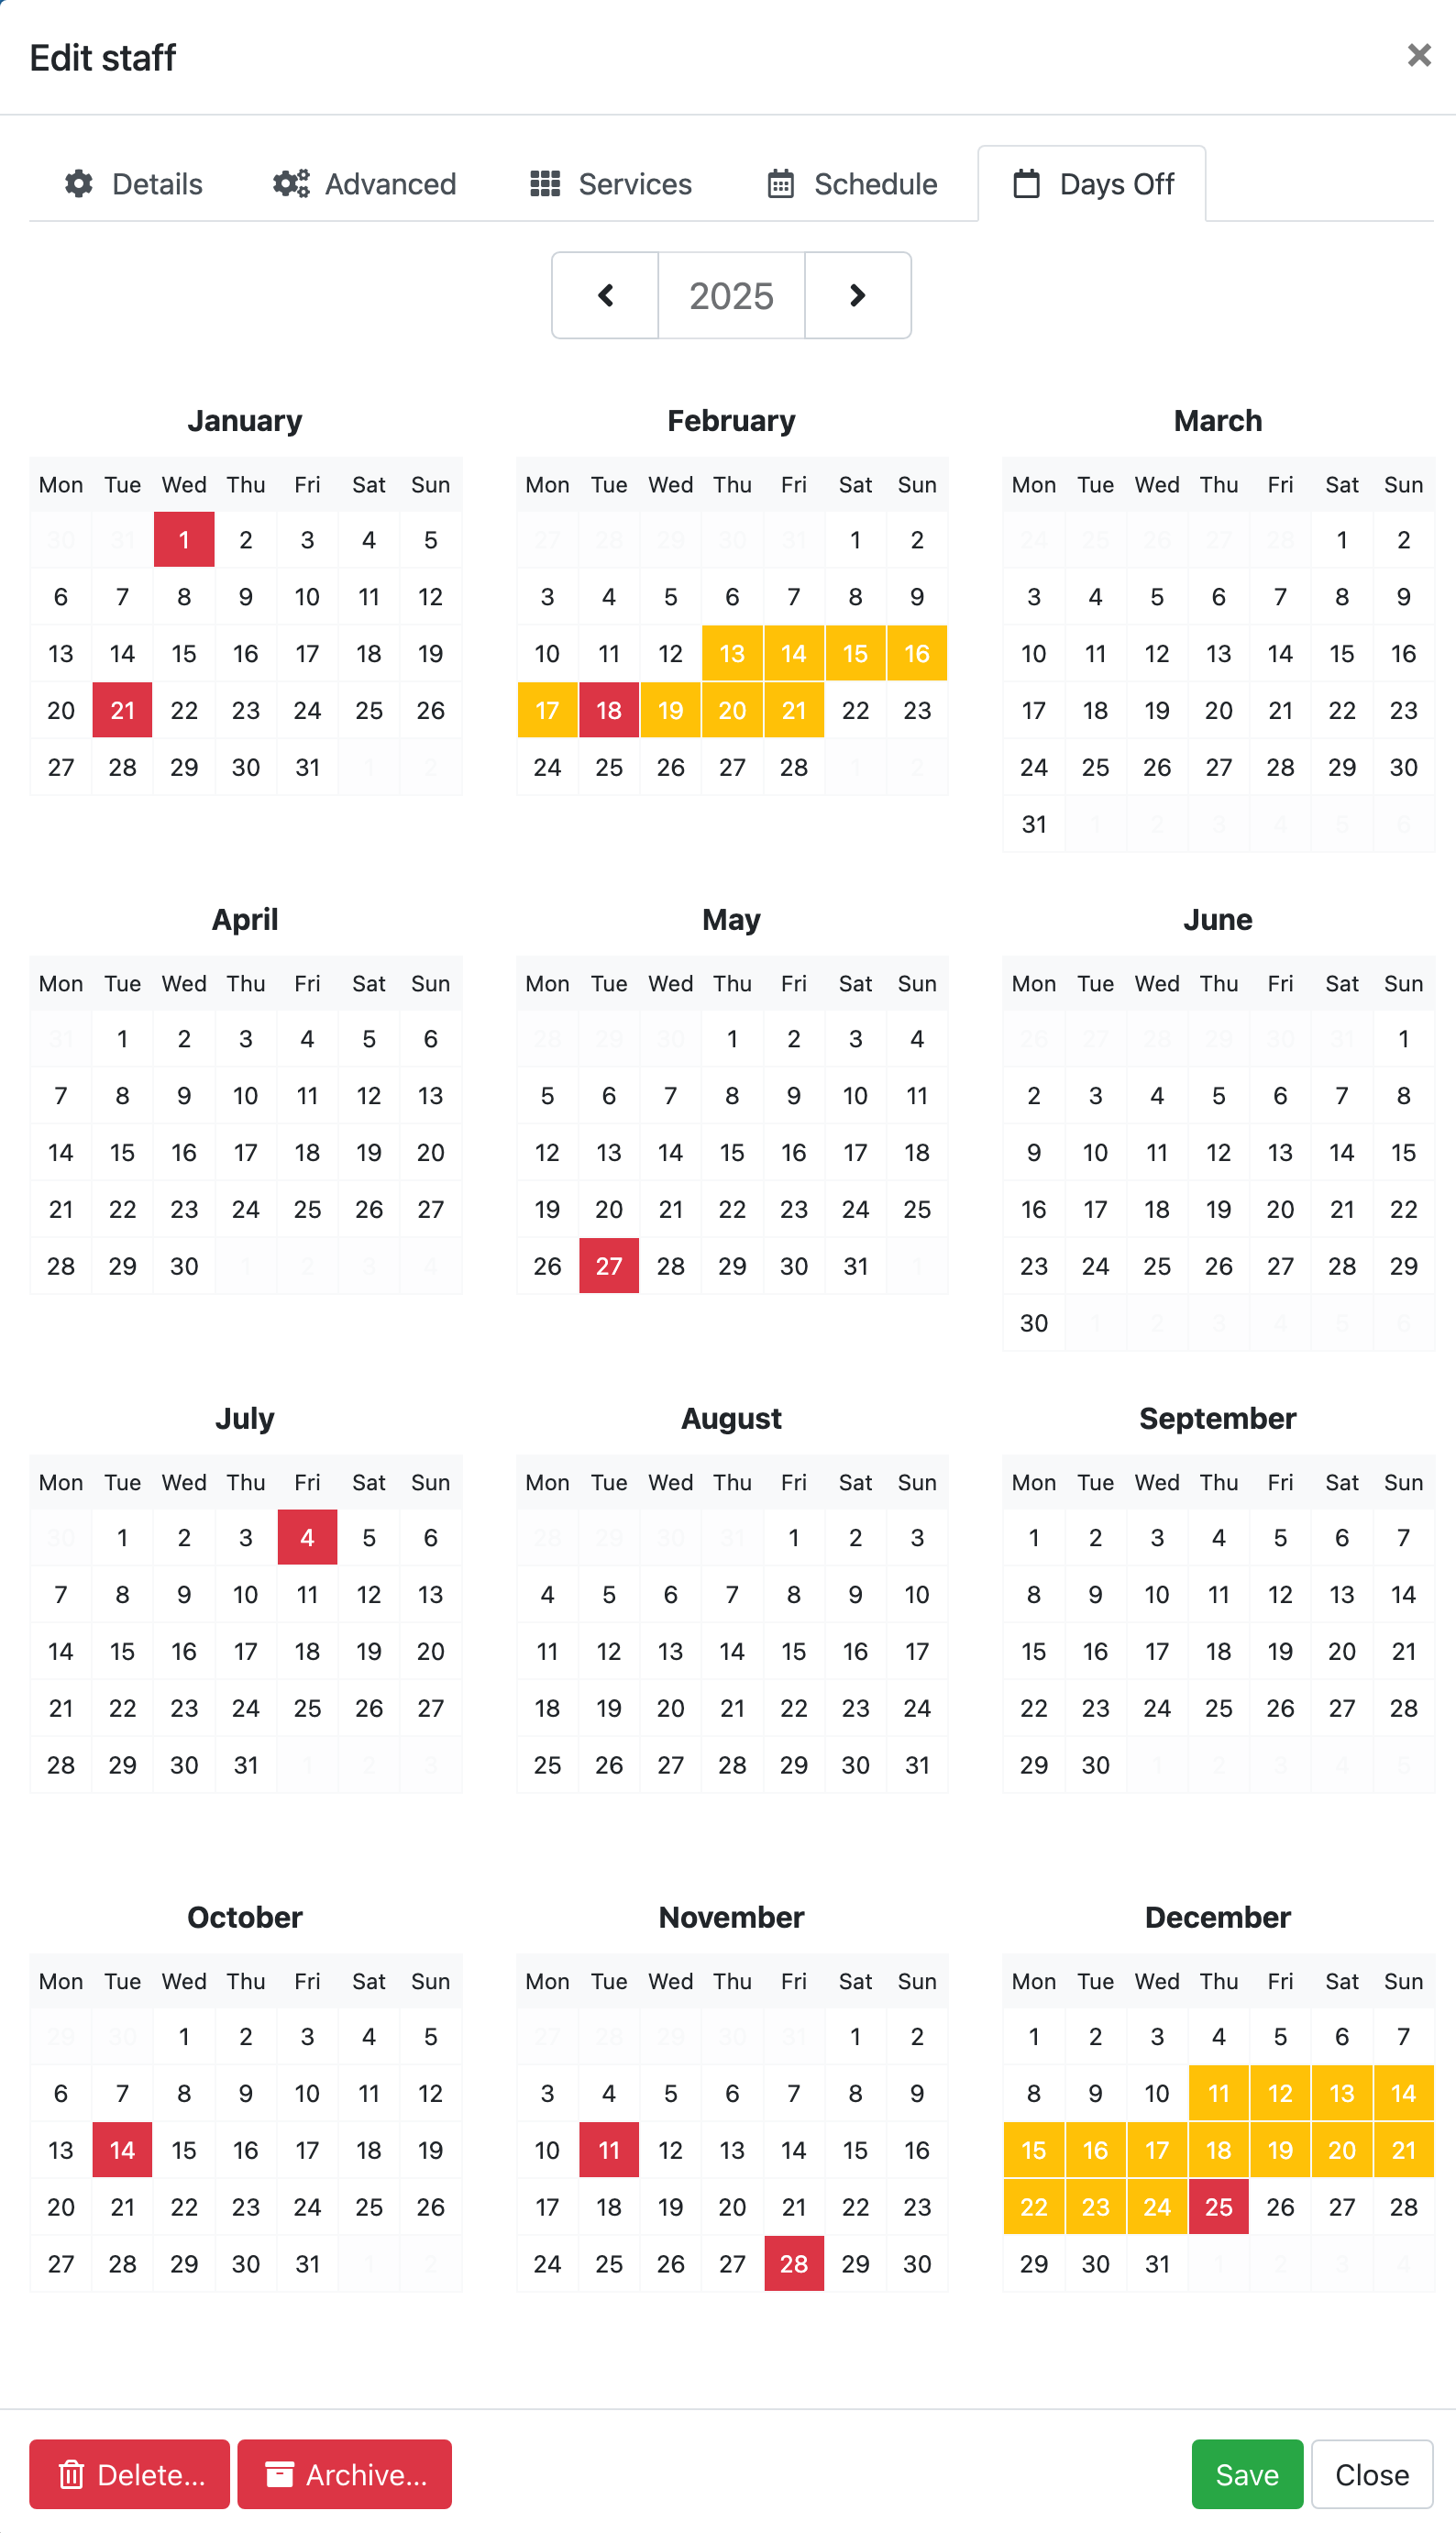 Edit staff
Details Advanced Services Schedule Days Off
2025
January February March
Mon Tue Wed Thu Fri Sat Sun Mon Tue Wed Thu Fri Sat Sun Mon Tue Wed Thu Fri Sat Sun
30 31 1 2 3 4 5 27 28 29 30 31 1 2 24 25 26 27 28 1 2
6 7 8 9 10 11 12 3 4 5 6 7 8 9 3 4 5 6 7 8 9
13 14 15 16 17 18 19 10 11 12 13 14 15 16 10 11 12 13 14 15 16
20 21 22 23 24 25 26 17 18 19 20 21 22 23 17 18 19 20 21 22 23
27 28 29 30 31 1 2 24 25 26 27 28 1 2 24 25 26 27 28 29 30
31 1 2 3 4 5 6
April May June
Mon Tue Wed Thu Fri Sat Sun Mon Tue Wed Thu Fri Sat Sun Mon Tue Wed Thu Fri Sat Sun
31 1 2 3 4 5 6 28 29 30 1 2 3 4 26 27 28 29 30 31 1
7 8 9 10 11 12 13 5 6 7 8 9 10 11 2 3 4 5 6 7 8
14 15 16 17 18 19 20 12 13 14 15 16 17 18 9 10 11 12 13 14 15
21 22 23 24 25 26 27 19 20 21 22 23 24 25 16 17 18 19 20 21 22
28 29 30 1 2 3 4 26 27 28 29 30 31 1 23 24 25 26 27 28 29
30 1 2 3 4 5 6
July August September
Mon Tue Wed Thu Fri Sat Sun Mon Tue Wed Thu Fri Sat Sun Mon Tue Wed Thu Fri Sat Sun
30 1 2 3 4 5 6 28 29 30 31 1 2 3 1 2 3 4 5 6 7
7 8 9 10 11 12 13 4 5 6 7 8 9 10 8 9 10 11 12 13 14
14 15 16 17 18 19 20 11 12 13 14 15 16 17 15 16 17 18 19 20 21
21 22 23 24 25 26 27 18 19 20 21 22 23 24 22 23 24 25 26 27 28
28 29 30 31 1 2 3 25 26 27 28 29 30 31 29 30 1 2 3 4 5
October November December
Mon Tue Wed Thu Fri Sat Sun Mon Tue Wed Thu Fri Sat Sun Mon Tue Wed Thu Fri Sat Sun
29 30 1 2 3 4 5 27 28 29 30 31 1 2 1 2 3 4 5 6 7
6 7 8 9 10 11 12 3 4 5 6 7 8 9 8 9 10 11 12 13 14
13 14 15 16 17 18 19 10 11 12 13 14 15 16 15 16 17 18 19 20 21
20 21 22 23 24 25 26 17 18 19 20 21 22 23 22 23 24 25 26 27 28
27 28 29 30 31 1 2 24 25 26 27 28 29 30 29 30 31 2 3 4
Delete... Archive... Save Close